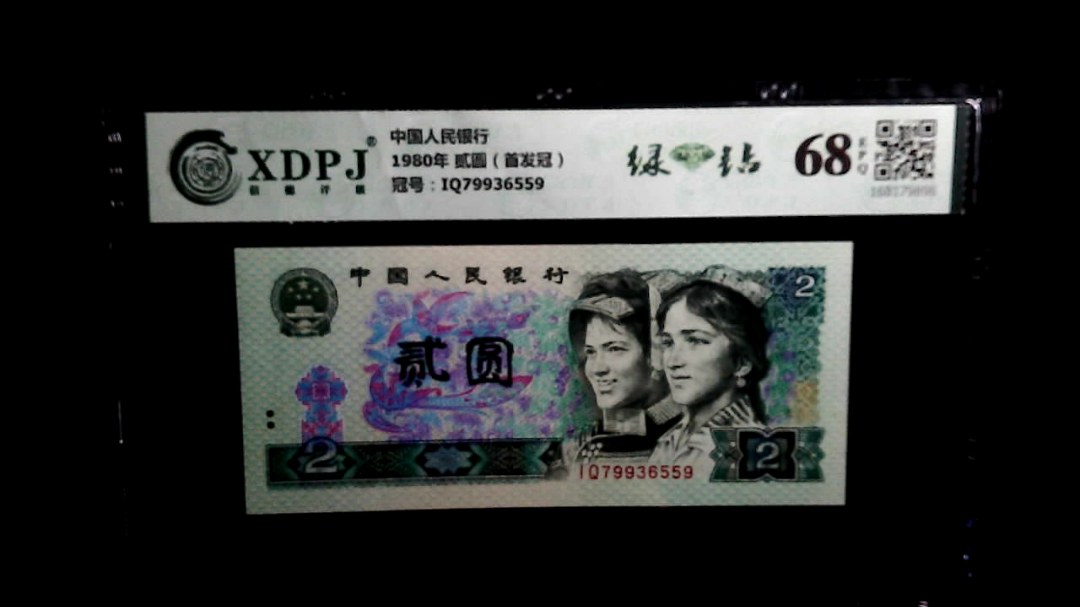 XDPJ®
中国人民银行
1980年 贰圆（首发冠）
冠号：IQ79936559
绿 钻
68
EPQ
中国人民银行
2
贰圆
2
IQ79936559
2